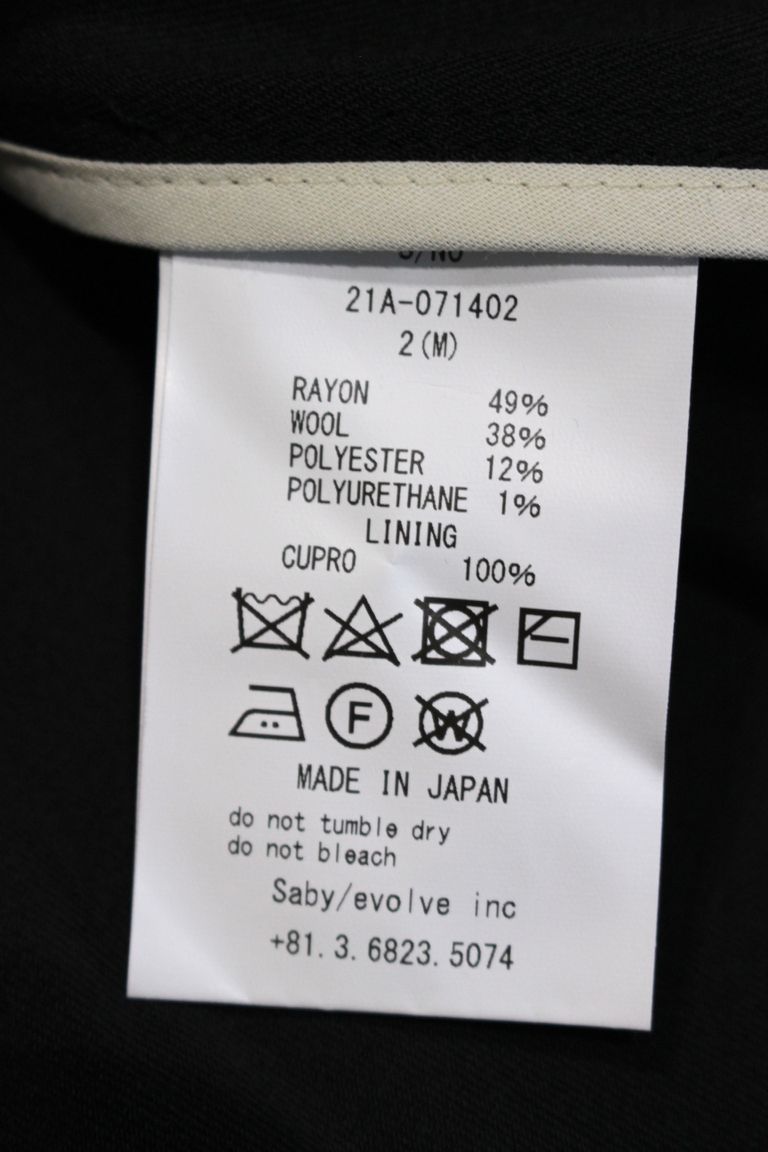 S/NO
21A-071402
2(M)
RAYON 49%
WOOL 38%
POLYESTER 12%
POLYURETHANE 1%
LINING
CUPRO 100%
F W
MADE IN JAPAN
do not tumble dry
do not bleach
Saby/evolve inc
+81.3.6823.5074